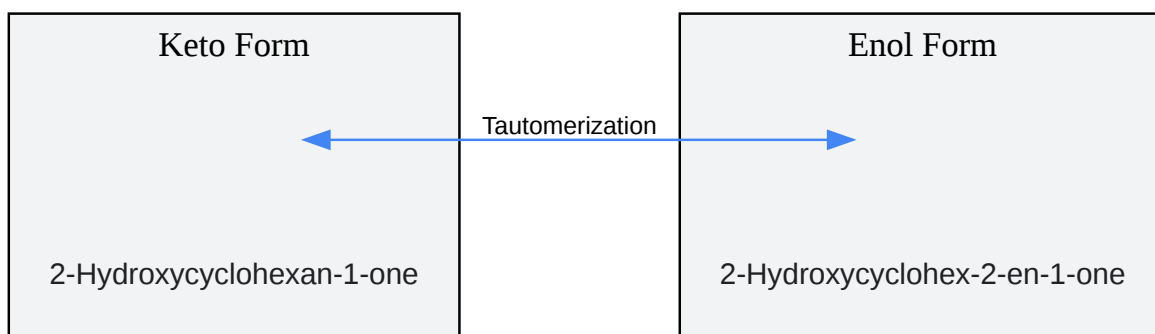 Keto Form
Enol Form
Tautomerization
2-Hydroxycyclohexan-1-one
2-Hydroxycyclohex-2-en-1-one